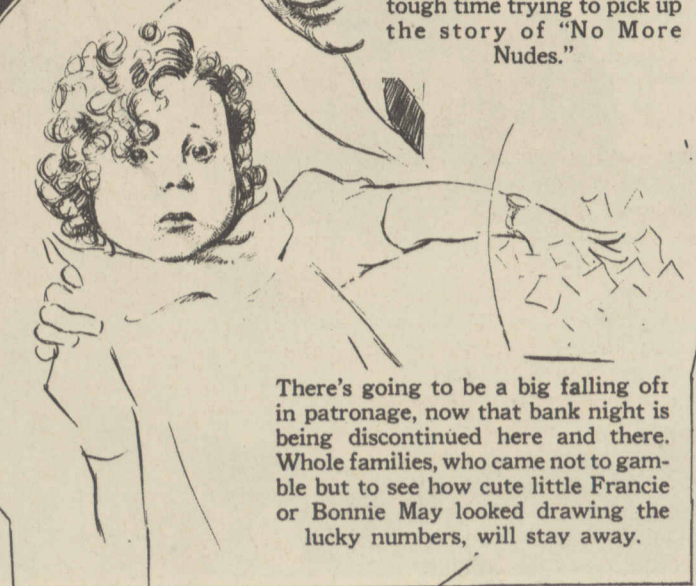 tough time trying to pick up
the story of "No More
Nudes."
There's going to be a big falling off
in patronage, now that bank night is
being discontinued here and there.
Whole families, who came not to gam-
ble but to see how cute little Francie
or Bonnie May looked drawing the
lucky numbers, will stay away.